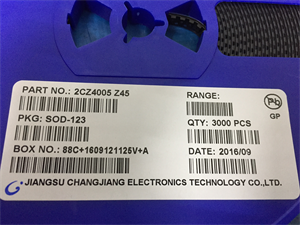 PART NO.: 2CZ4005 Z45
RANGE:
Pb
GP
PKG: SOD-123
QTY: 3000 PCS
BOX NO.: 88C+1609121125V+A
DATE: 2016/09
JIANGSU CHANGJIANG ELECTRONICS TECHNOLOGY CO.,LTD.